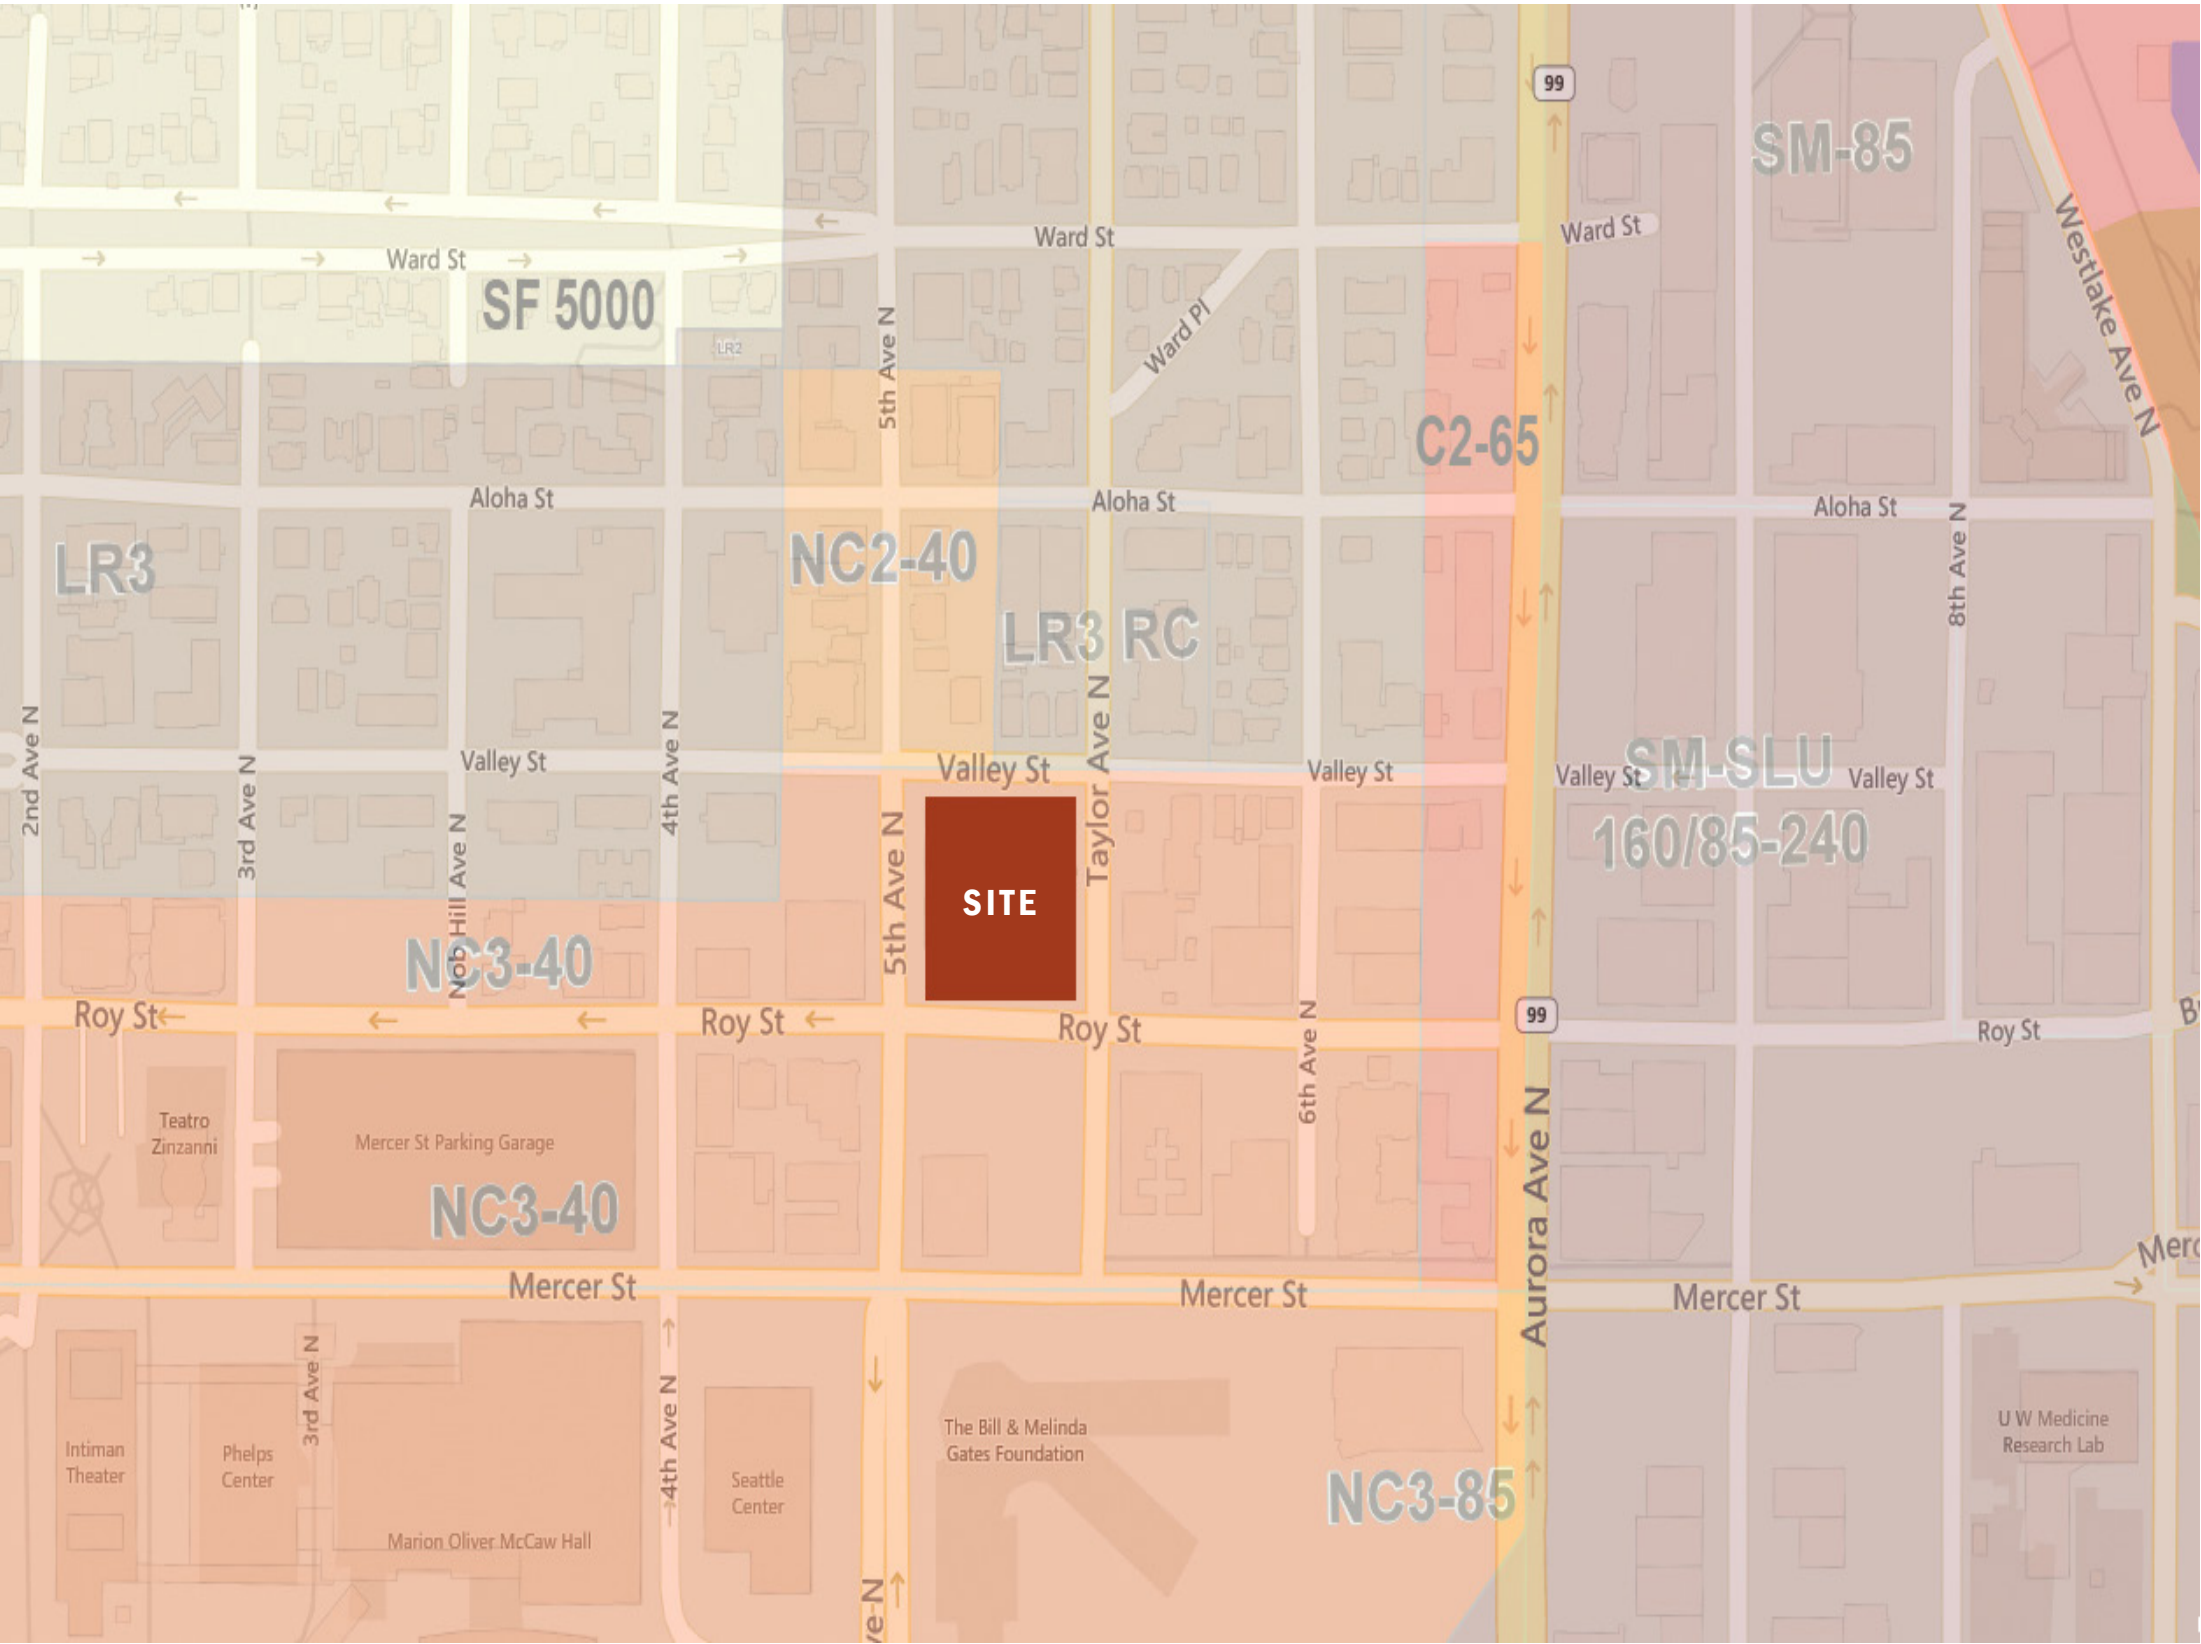 99
SM-85
Ward St
Ward St
Ward St
Westlake Ave N
SF 5000
LR2
5th Ave N
Ward Pl
C2-65
Aloha St
Aloha St
Aloha St
LR3
NC2-40
LR3 RC
8th Ave N
2nd Ave N
3rd Ave N
Valley St
4th Ave N
Valley St
Taylor Ave N
Valley St
Valley St
SM-SLU
Valley St
160/85-240
Nob Hill Ave N
5th Ave N
SITE
NC3-40
Roy St
Roy St
Roy St
6th Ave N
99
Roy St
Teatro
Zinzanni
Mercer St Parking Garage
NC3-40
Aurora Ave N
Mercer St
Mercer St
Mercer St
3rd Ave N
4th Ave N
Intiman
Theater
Phelps
Center
Seattle
Center
Marion Oliver McCaw Hall
The Bill & Melinda
Gates Foundation
NC3-85
U W Medicine
Research Lab